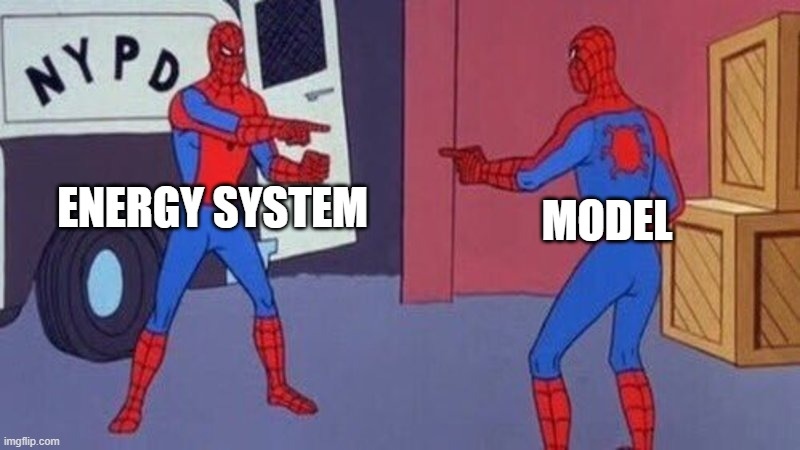 NYPD
ENERGY SYSTEM
MODEL
imgflip.com